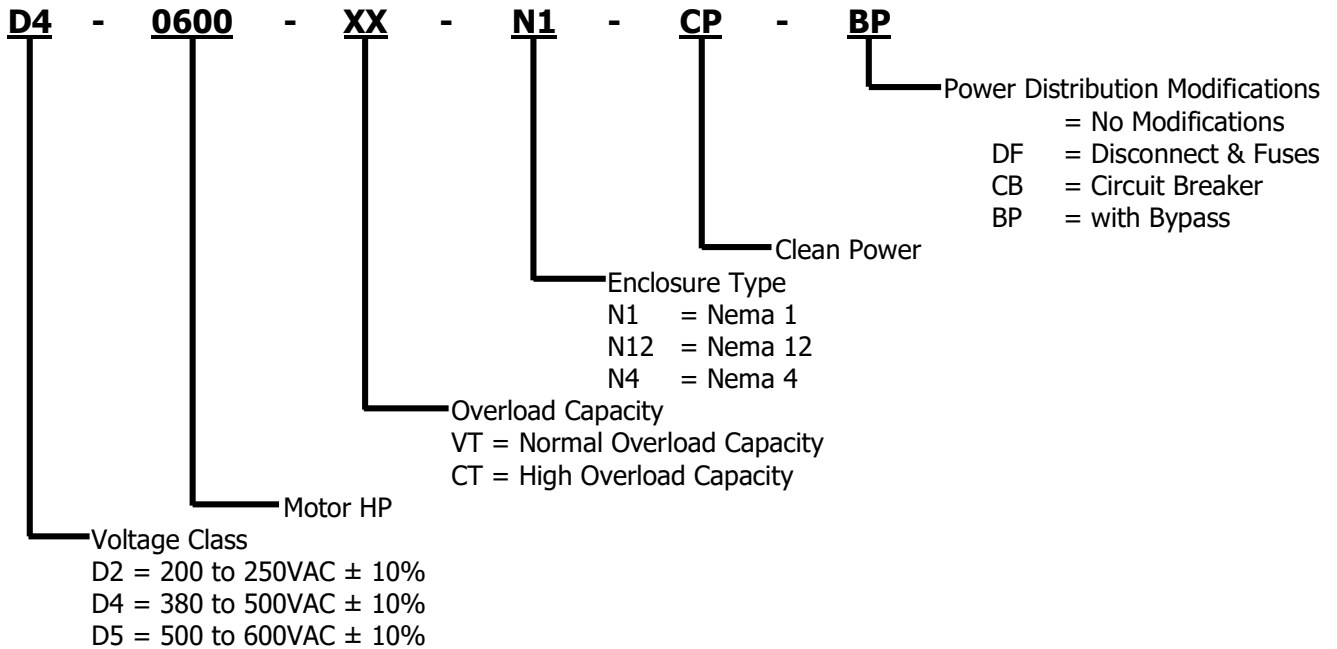 D4 - 0600 - XX - N1 - CP - BP
Power Distribution Modifications
= No Modifications
DF = Disconnect & Fuses
CB = Circuit Breaker
BP = with Bypass
Clean Power
Enclosure Type
N1 = Nema 1
N12 = Nema 12
N4 = Nema 4
Overload Capacity
VT = Normal Overload Capacity
CT = High Overload Capacity
Motor HP
Voltage Class
D2 = 200 to 250VAC ± 10%
D4 = 380 to 500VAC ± 10%
D5 = 500 to 600VAC ± 10%